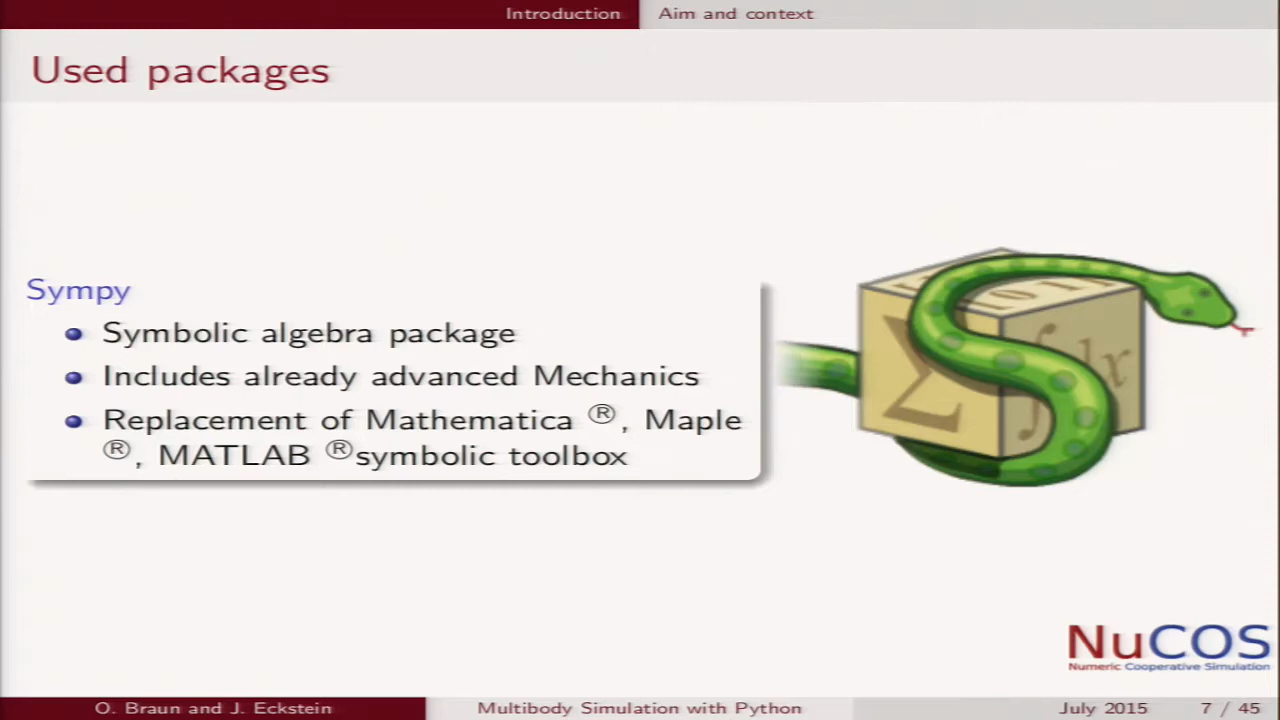 Introduction
Aim and context
Used packages
Sympy
Symbolic algebra package
Includes already advanced Mechanics
Replacement of Mathematica ®, Maple
®, MATLAB ®symbolic toolbox
Σ
∫dx
NuCOS
Numeric Cooperative Simulation
O. Braun and J. Eckstein
Multibody Simulation with Python
July 2015
7 / 45